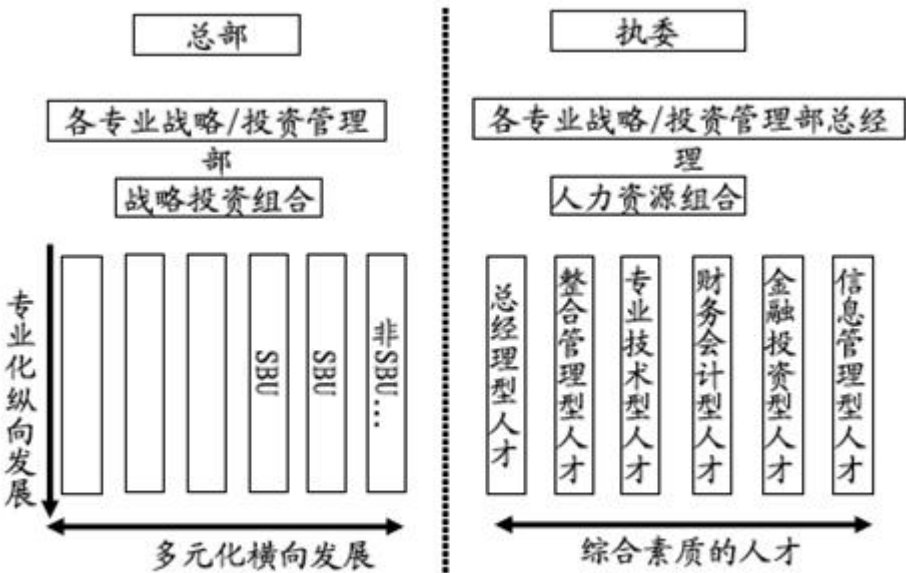 总部
各专业战略/投资管理
部
战略投资组合
专业化纵向发展
SBU
SBU
非SBU...
多元化横向发展
执委
各专业战略/投资管理部总经
理
人力资源组合
总经理型人才
整合管理型人才
专业技术型人才
财务会计型人才
金融投资型人才
信息管理型人才
综合素质的人才